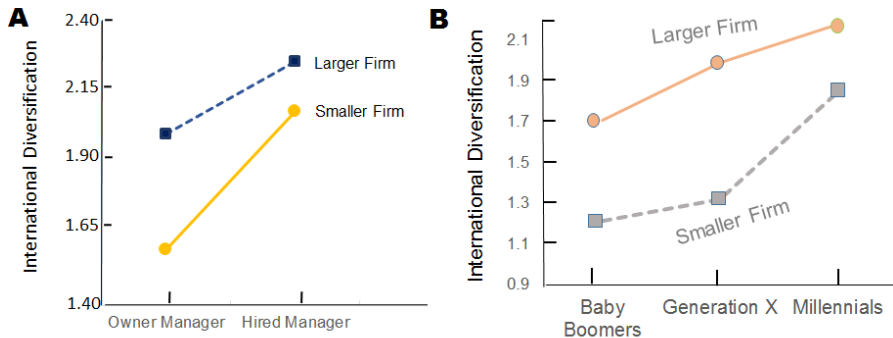 A
International Diversification
2.40
2.15
1.90
1.65
1.40
Larger Firm
Smaller Firm
Owner Manager
Hired Manager
B
International Diversification
2.1
1.9
1.7
1.5
1.3
1.1
0.9
Larger Firm
Smaller Firm
Baby
Boomers
Generation X
Millennials